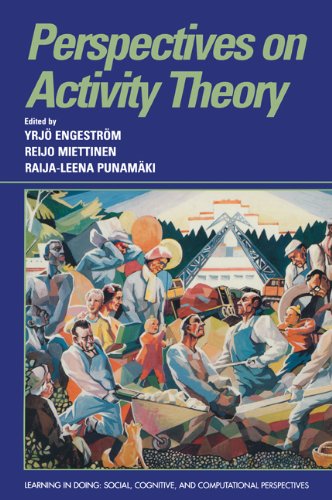 Perspectives on
Activity Theory
Edited by
YRJÖ ENGESTRÖM
REIJO MIETTINEN
RAIJA-LEENA PUNAMÄKI
LEARNING IN DOING: SOCIAL, COGNITIVE, AND COMPUTATIONAL PERSPECTIVES